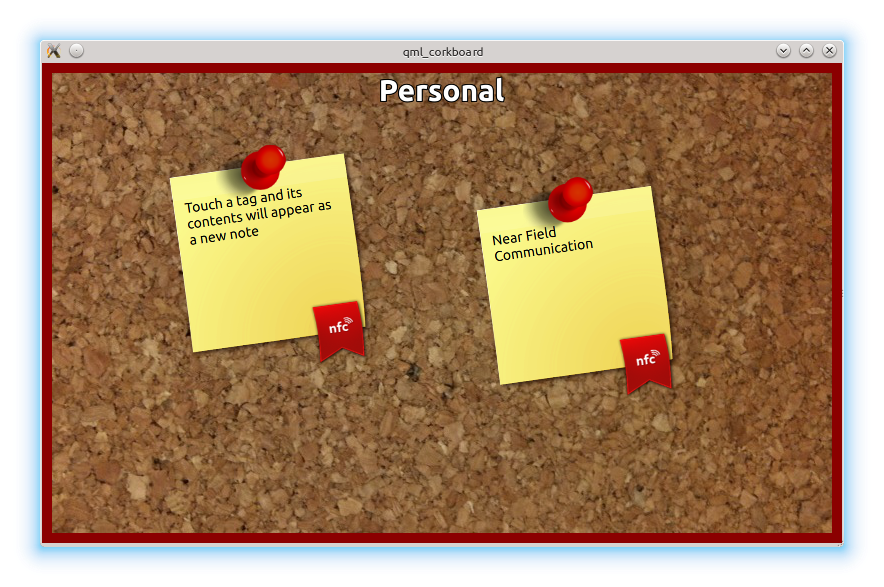 qml_corkboard
Personal
Touch a tag and its
contents will appear as
a new note
nfc
Near Field
Communication
nfc